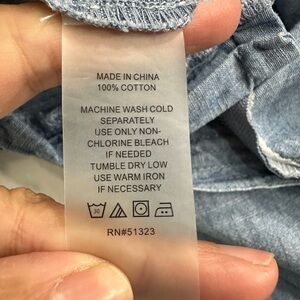 MADE IN CHINA
100% COTTON
MACHINE WASH COLD
SEPARATELY
USE ONLY NON-
CHLORINE BLEACH
IF NEEDED
TUMBLE DRY LOW
USE WARM IRON
IF NECESSARY
30
RN#51323